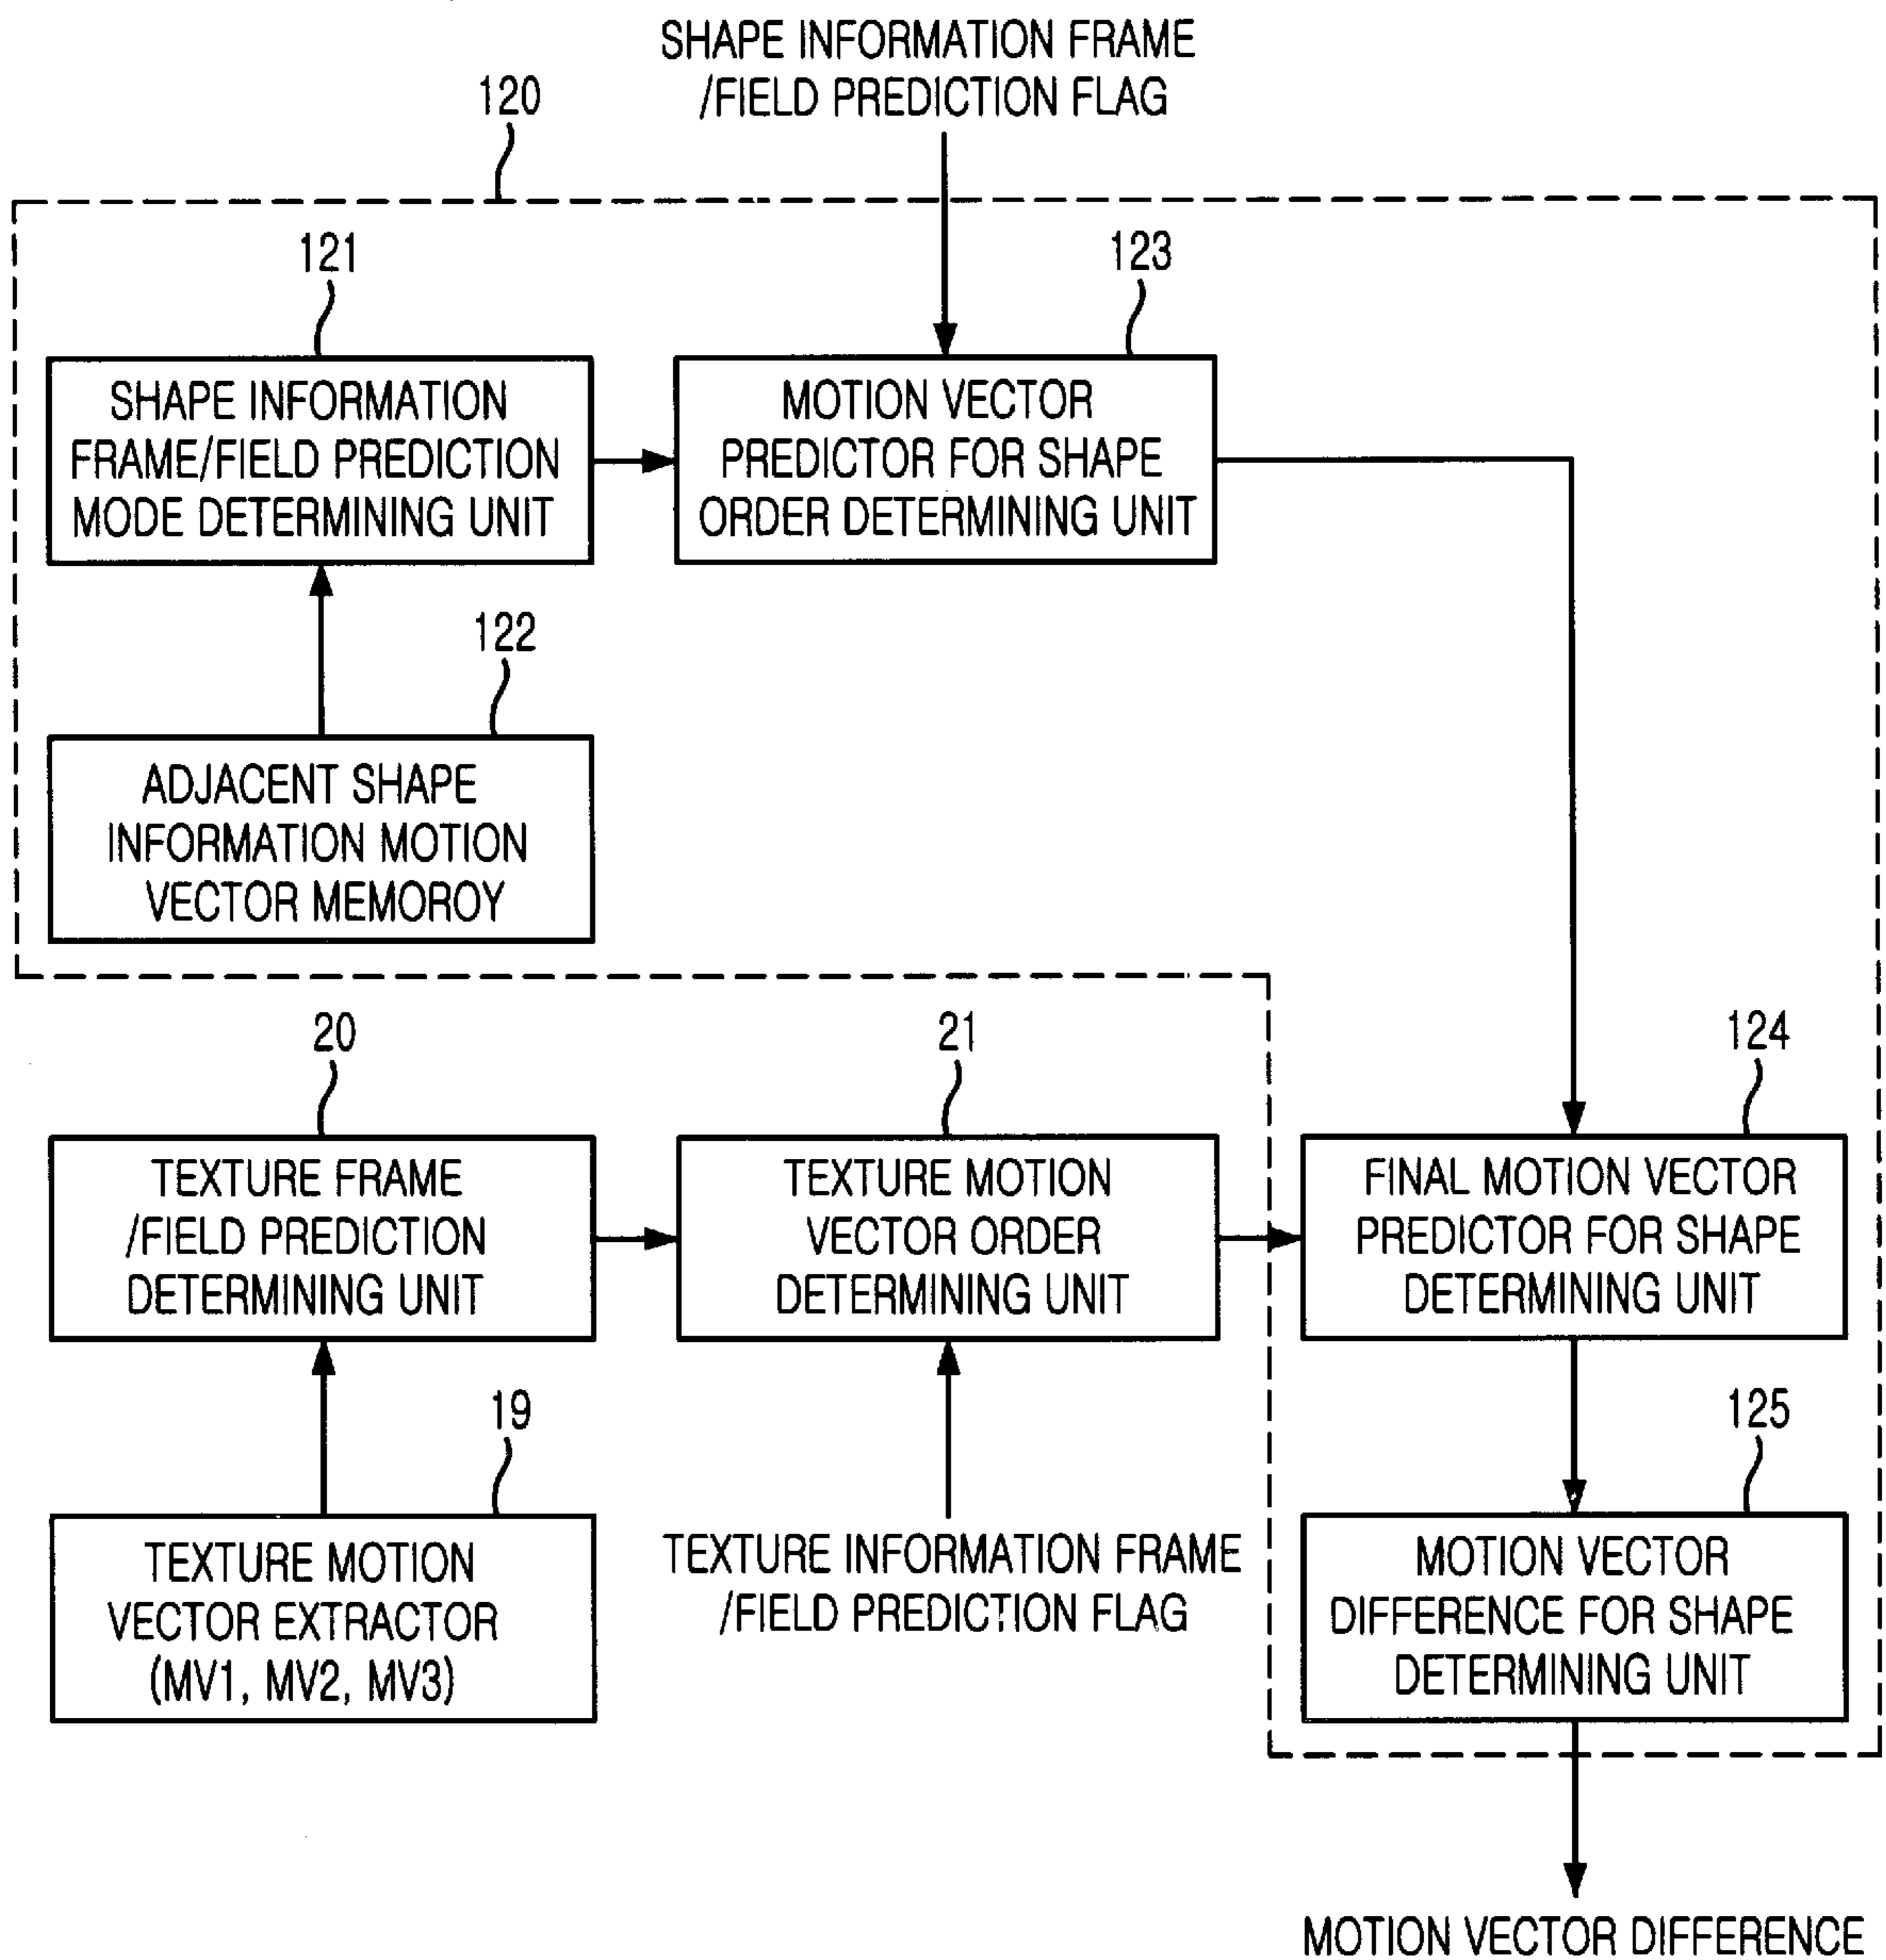 SHAPE INFORMATION FRAME
/FIELD PREDICTION FLAG
120
121
123
SHAPE INFORMATION
FRAME/FIELD PREDICTION
MODE DETERMINING UNIT
MOTION VECTOR
PREDICTOR FOR SHAPE
ORDER DETERMINING UNIT
122
ADJACENT SHAPE
INFORMATION MOTION
VECTOR MEMOROY
20
21
124
TEXTURE FRAME
/FIELD PREDICTION
DETERMINING UNIT
TEXTURE MOTION
VECTOR ORDER
DETERMINING UNIT
FINAL MOTION VECTOR
PREDICTOR FOR SHAPE
DETERMINING UNIT
19
125
TEXTURE MOTION
VECTOR EXTRACTOR
(MV1, MV2, MV3)
TEXTURE INFORMATION FRAME
/FIELD PREDICTION FLAG
MOTION VECTOR
DIFFERENCE FOR SHAPE
DETERMINING UNIT
MOTION VECTOR DIFFERENCE